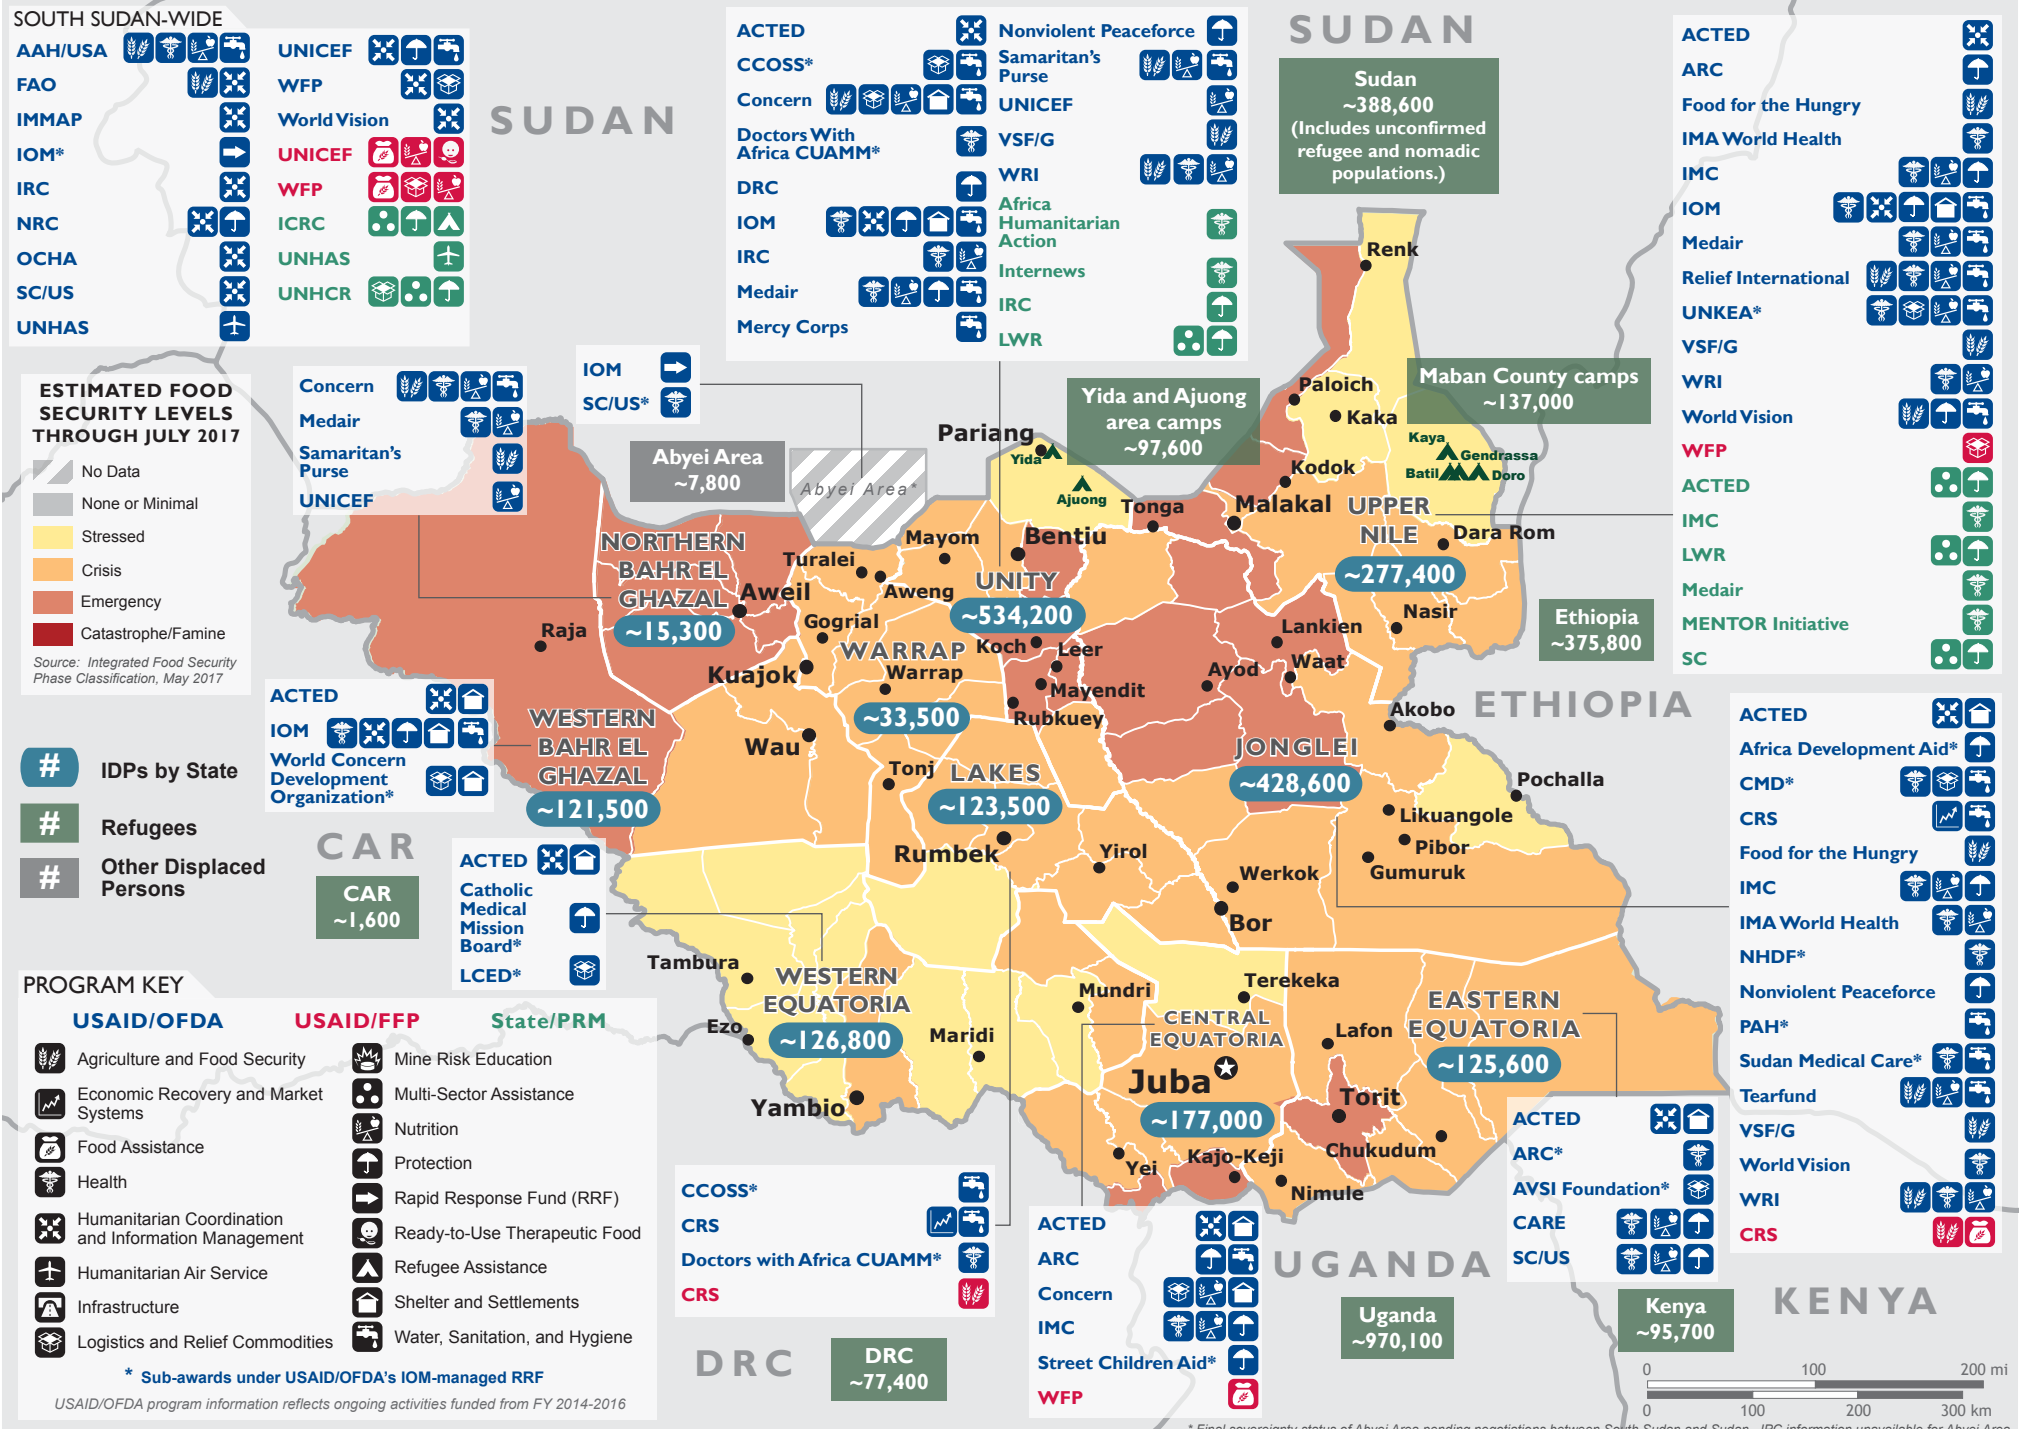 SOUTH SUDAN-WIDE
AAH/USA
FAO
IMMAP
IOM*
IRC
NRC
OCHA
SC/US
UNHAS
UNICEF
WFP
World Vision
UNICEF
WFP
ICRC
UNHAS
UNHCR
SUDAN
ACTED
CCOSS*
Concern
Doctors With
Africa CUAMM*
DRC
IOM
IRC
Medair
Mercy Corps
Nonviolent Peaceforce
Samaritan's
Purse
UNICEF
VSF/G
WRI
Africa
Humanitarian
Action
Internews
IRC
LWR
SUDAN
Sudan
~388,600
(Includes unconfirmed
refugee and nomadic
populations.)
ACTED
ARC
Food for the Hungry
IMA World Health
IMC
IOM
Medair
Relief International
UNKEA*
VSF/G
WRI
World Vision
WFP
ACTED
IMC
LWR
Medair
MENTOR Initiative
SC
ESTIMATED FOOD
SECURITY LEVELS
THROUGH JULY 2017
No Data
None or Minimal
Stressed
Crisis
Emergency
Catastrophe/Famine
Source: Integrated Food Security
Phase Classification, May 2017
Concern
Medair
Samaritan's
Purse
UNICEF
IOM
SC/US*
Abyei Area
~7,800
Abyei Area*
Yida and Ajuong
area camps
~97,600
Maban County camps
~137,000
Renk
Paloich
Kaka
Kaya
Gendrassa
Batil
Doro
Pariang
Yida
Ajuong
Kodok
Tonga
Malakal
UPPER
NILE
~277,400
Dara Rom
Nasir
NORTHERN
BAHR EL
GHAZAL
~15,300
Aweil
Raja
Turalei
Mayom
Aweng
Gogrial
Bentiu
UNITY
~534,200
Koch
Leer
Mayendit
Rubkuey
Kuajok
WARRAP
Warrap
~33,500
Lankien
Waat
Ayod
Akobo
Ethiopia
~375,800
ETHIOPIA
ACTED
IOM
World Concern
Development
Organization*
WESTERN
BAHR EL
GHAZAL
~121,500
Wau
Tonj
LAKES
~123,500
Rumbek
Yirol
JONGLEI
~428,600
Pochalla
Likuangole
Pibor
Gumuruk
Werkok
Bor
#
IDPs by State
#
Refugees
#
Other Displaced
Persons
CAR
CAR
~1,600
ACTED
Catholic
Medical
Mission
Board*
LCED*
ACTED
Africa Development Aid*
CMD*
CRS
Food for the Hungry
IMC
IMA World Health
NHDF*
Nonviolent Peaceforce
PAH*
Sudan Medical Care*
Tearfund
VSF/G
World Vision
WRI
CRS
Tambura
WESTERN
EQUATORIA
~126,800
Ezo
Maridi
Yambio
Mundri
Terekeka
CENTRAL
EQUATORIA
Juba
~177,000
Yei
Kajo-Keji
Nimule
Lafon
EASTERN
EQUATORIA
~125,600
Torit
Chukudum
PROGRAM KEY
USAID/OFDA
USAID/FFP
State/PRM
Agriculture and Food Security
Economic Recovery and Market
Systems
Food Assistance
Health
Humanitarian Coordination
and Information Management
Humanitarian Air Service
Infrastructure
Logistics and Relief Commodities
Mine Risk Education
Multi-Sector Assistance
Nutrition
Protection
Rapid Response Fund (RRF)
Ready-to-Use Therapeutic Food
Refugee Assistance
Shelter and Settlements
Water, Sanitation, and Hygiene
* Sub-awards under USAID/OFDA's IOM-managed RRF
USAID/OFDA program information reflects ongoing activities funded from FY 2014-2016
CCOSS*
CRS
Doctors with Africa CUAMM*
CRS
DRC
DRC
~77,400
ACTED
ARC
Concern
IMC
Street Children Aid*
WFP
ACTED
ARC*
AVSI Foundation*
CARE
SC/US
UGANDA
Uganda
~970,100
Kenya
~95,700
KENYA
0 100 200 mi
0 100 200 300 km
* Final sovereignty status of Abyei Area pending negotiations between South Sudan and Sudan. IPC information unavailable for Abyei Area.